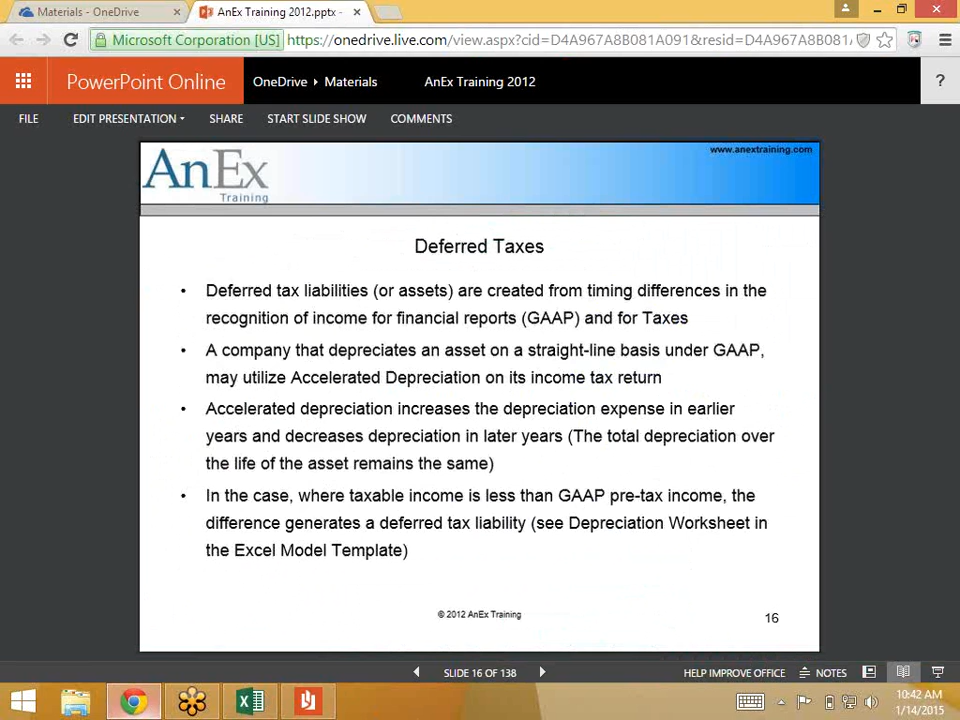 Materials - OneDrive
AnEx Training 2012.pptx -
Microsoft Corporation [US]
https://onedrive.live.com/view.aspx?cid=D4A967A8B081A091&resid=D4A967A8B081
PowerPoint Online
OneDrive ▸ Materials
AnEx Training 2012
?
FILE
EDIT PRESENTATION
SHARE
START SLIDE SHOW
COMMENTS
www.anextraining.com
AnEx
Training
Deferred Taxes
• Deferred tax liabilities (or assets) are created from timing differences in the
recognition of income for financial reports (GAAP) and for Taxes
• A company that depreciates an asset on a straight-line basis under GAAP,
may utilize Accelerated Depreciation on its income tax return
• Accelerated depreciation increases the depreciation expense in earlier
years and decreases depreciation in later years (The total depreciation over
the life of the asset remains the same)
• In the case, where taxable income is less than GAAP pre-tax income, the
difference generates a deferred tax liability (see Depreciation Worksheet in
the Excel Model Template)
© 2012 AnEx Training
16
SLIDE 16 OF 138
HELP IMPROVE OFFICE
NOTES
10:42 AM
1/14/2015